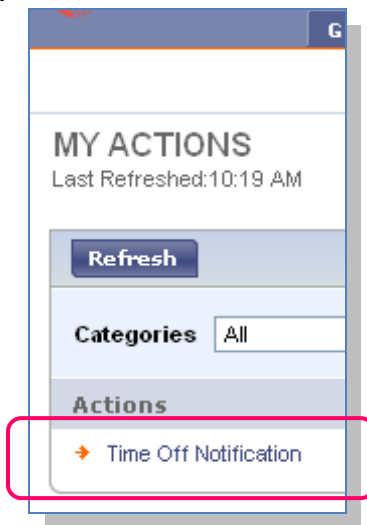 G
MY ACTIONS
Last Refreshed:10:19 AM
Refresh
Categories All
Actions
Time Off Notification